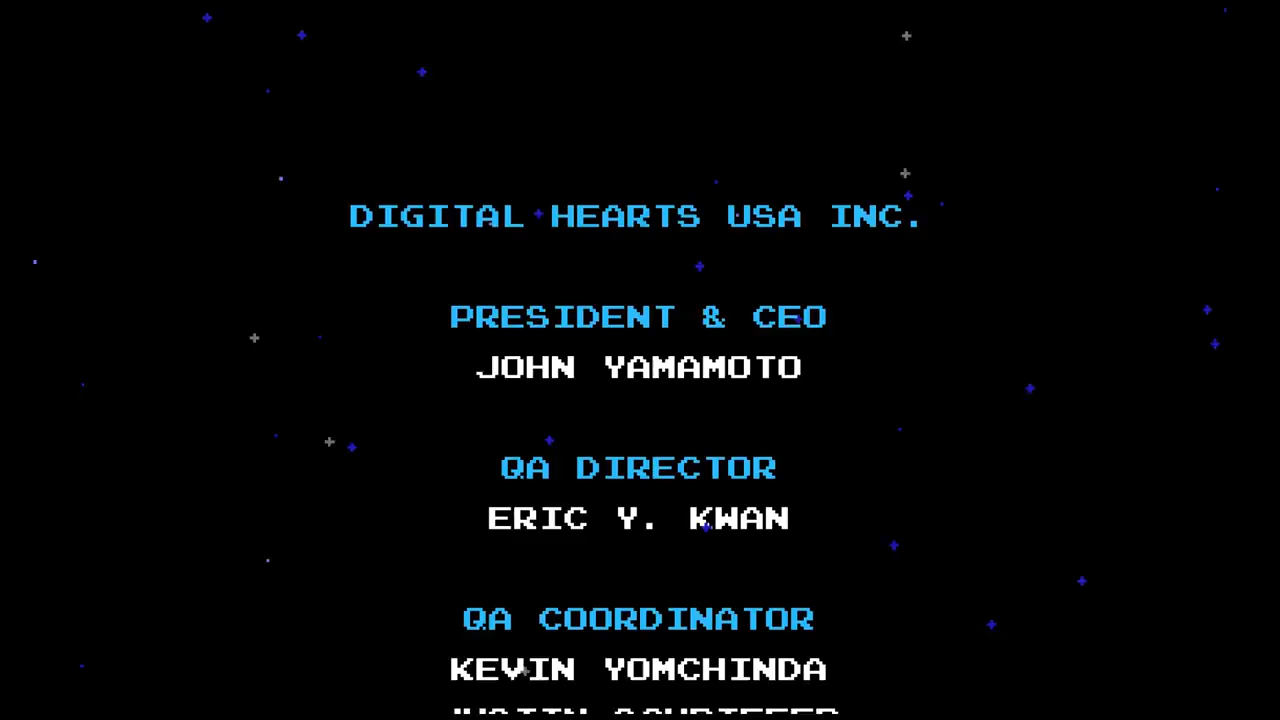 DIGITAL HEARTS USA INC.
PRESIDENT & CEO
JOHN YAMAMOTO
QA DIRECTOR
ERIC Y. KWAN
QA COORDINATOR
KEVIN YOMCHINDA